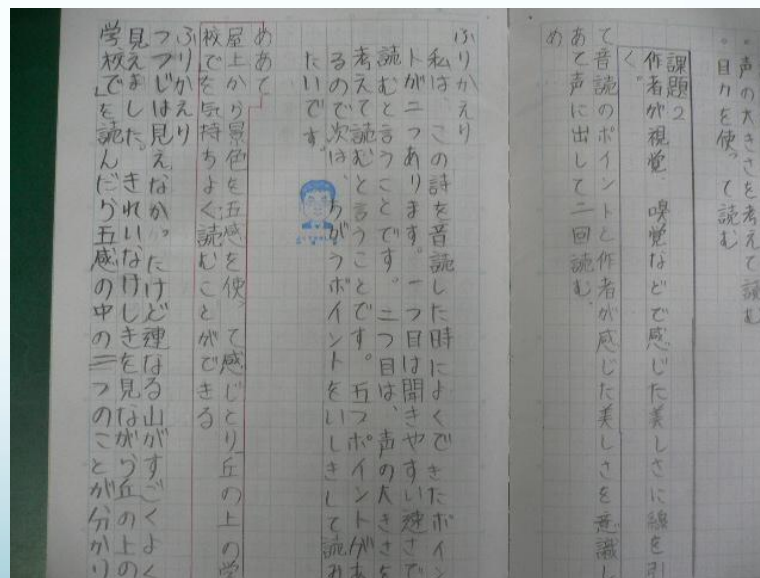 ・声の大きさを考えて読む
・目力を使って読む
課題2
作者が視覚、嗅覚などで感じた美しさに線を引
く。
て音読のポイントと作者が感じた美しさを意識し
あて声に出して二回読む、
め
ふりかえり
私は、この詩を音読した時によくできたポイン
トが二つあります。一つ目は聞きやすい速さで
読むと言うことです。二つ目は、声の大きさを
考えて読むと言うことです。五つポイントがあ
るので次は、ちがうポイントをいしきして読み
たいです。
めあて
屋上から景色を五感を使って感じとり「丘の上の学
校で」を気持ちよく読むことができる
ふりかえり
つつじは見えなかったけど連なる山がすごくよく
見えました。きれいなけしきを見ながら丘の上の
学校で」を読んだら五感の中の三つのことが分かり